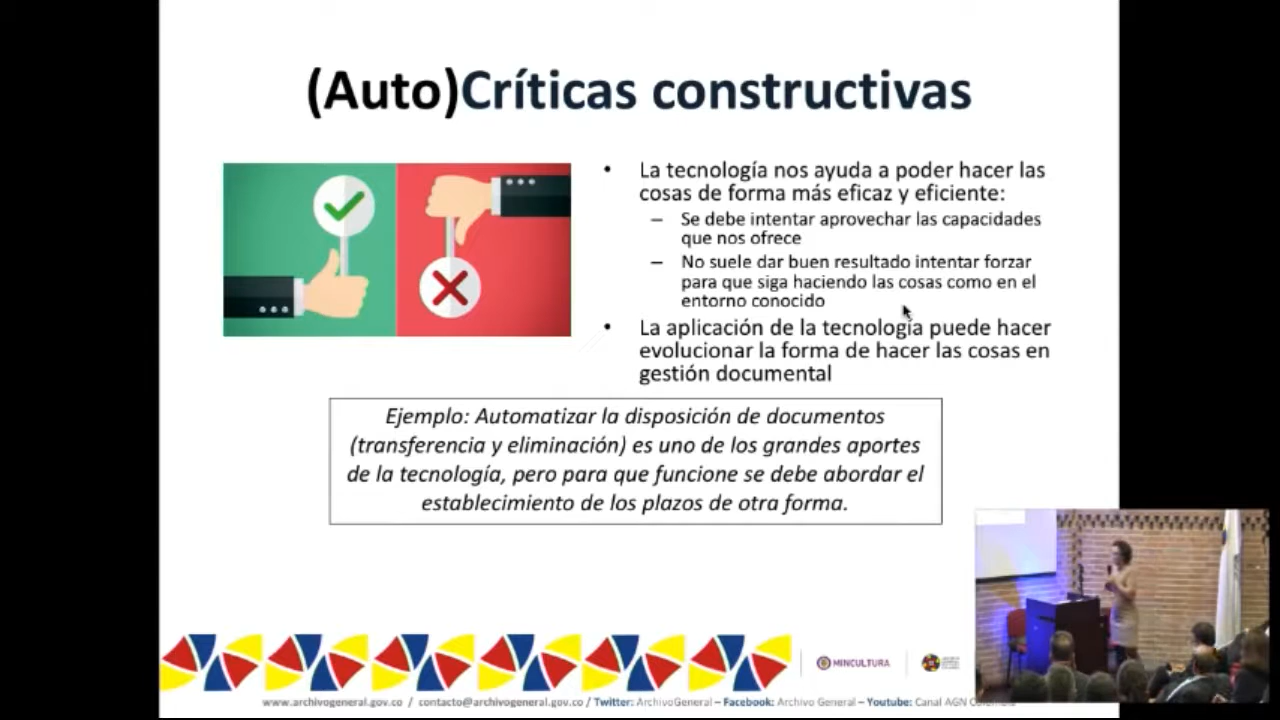 (Auto)Críticas constructivas
• La tecnología nos ayuda a poder hacer las
cosas de forma más eficaz y eficiente:
– Se debe intentar aprovechar las capacidades
que nos ofrece
– No suele dar buen resultado intentar forzar
para que siga haciendo las cosas como en el
entorno conocido
• La aplicación de la tecnología puede hacer
evolucionar la forma de hacer las cosas en
gestión documental
Ejemplo: Automatizar la disposición de documentos
(transferencia y eliminación) es uno de los grandes aportes
de la tecnología, pero para que funcione se debe abordar el
establecimiento de los plazos de otra forma.
MINCULTURA
www.archivogeneral.gov.co / contacto@archivogeneral.gov.co / Twitter: ArchivoGeneral – Facebook: Archivo General – Youtube: Canal AGN